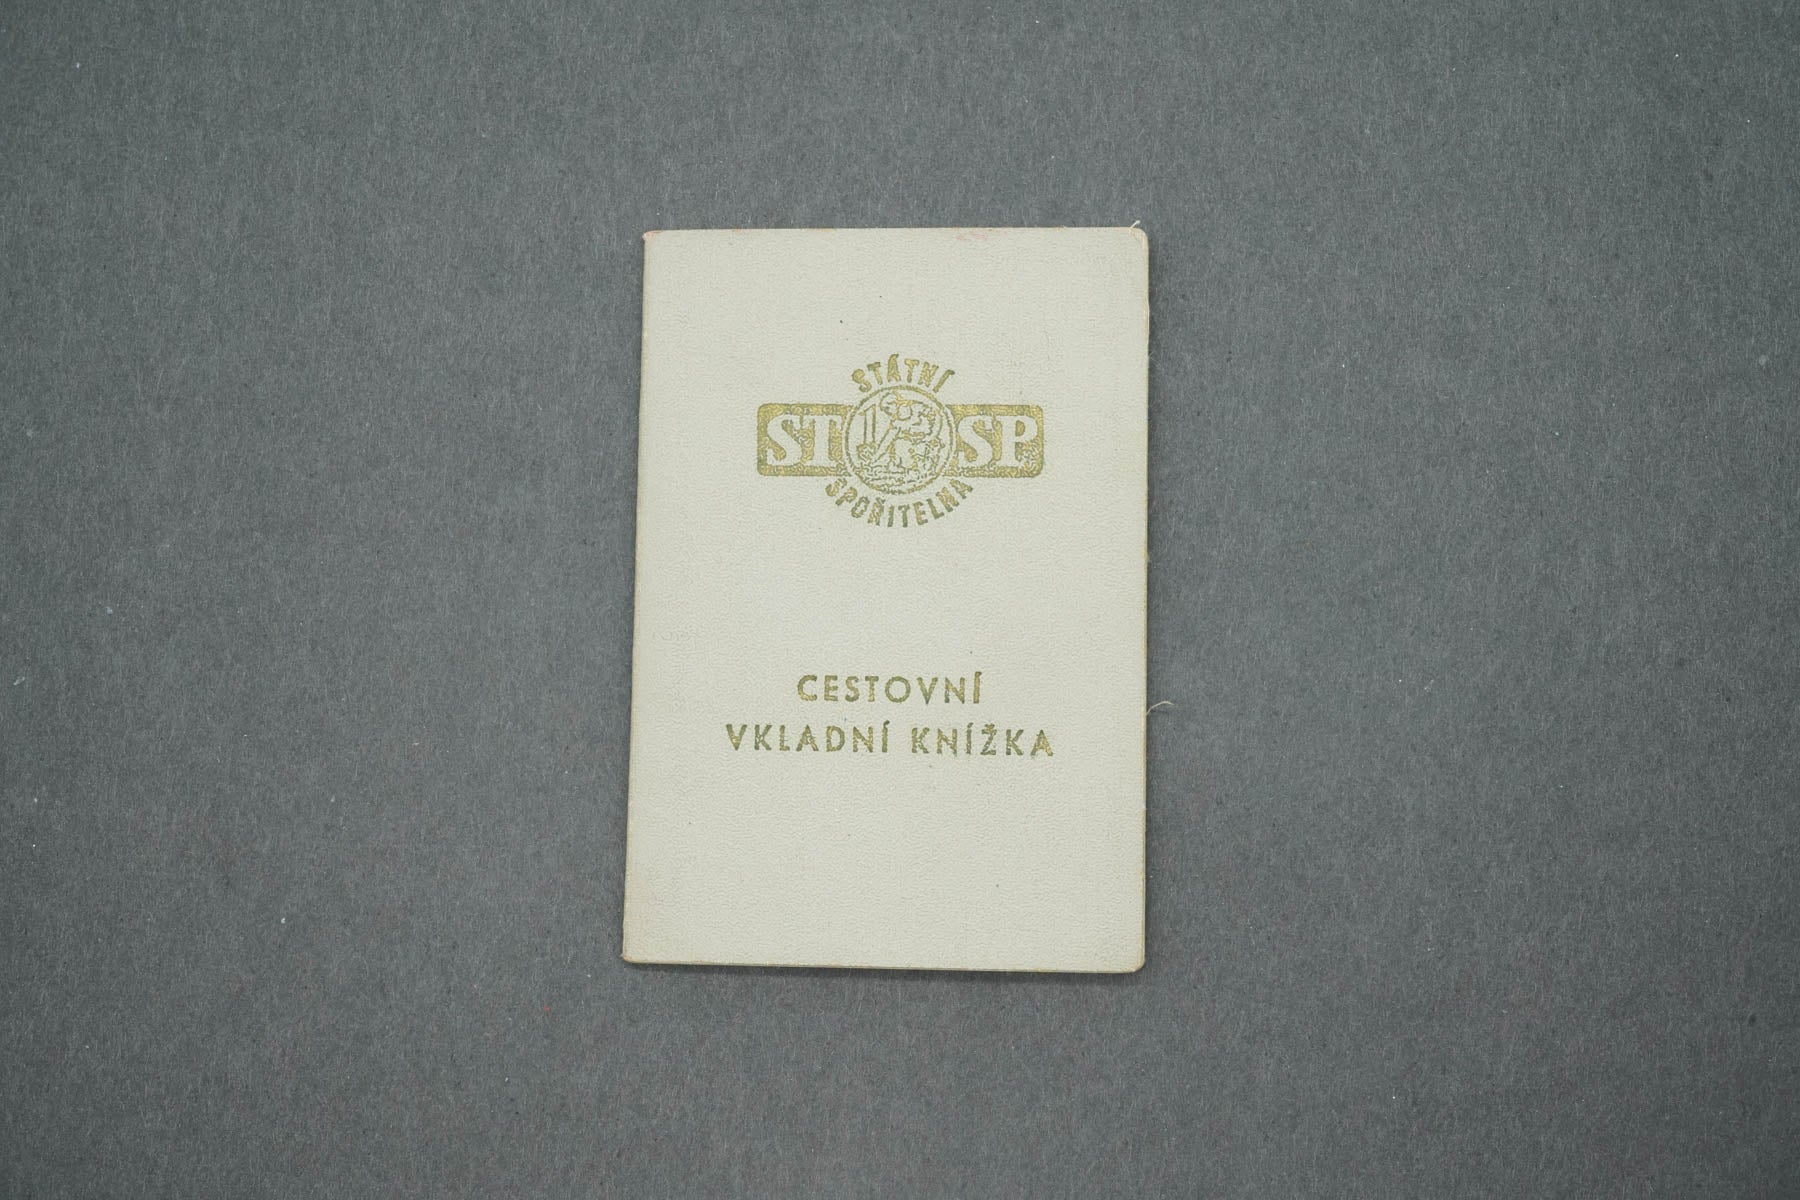 STÁTNÍ
ST SP
SPOŘITELNA
CESTOVNÍ
VKLADNÍ KNÍŽKA